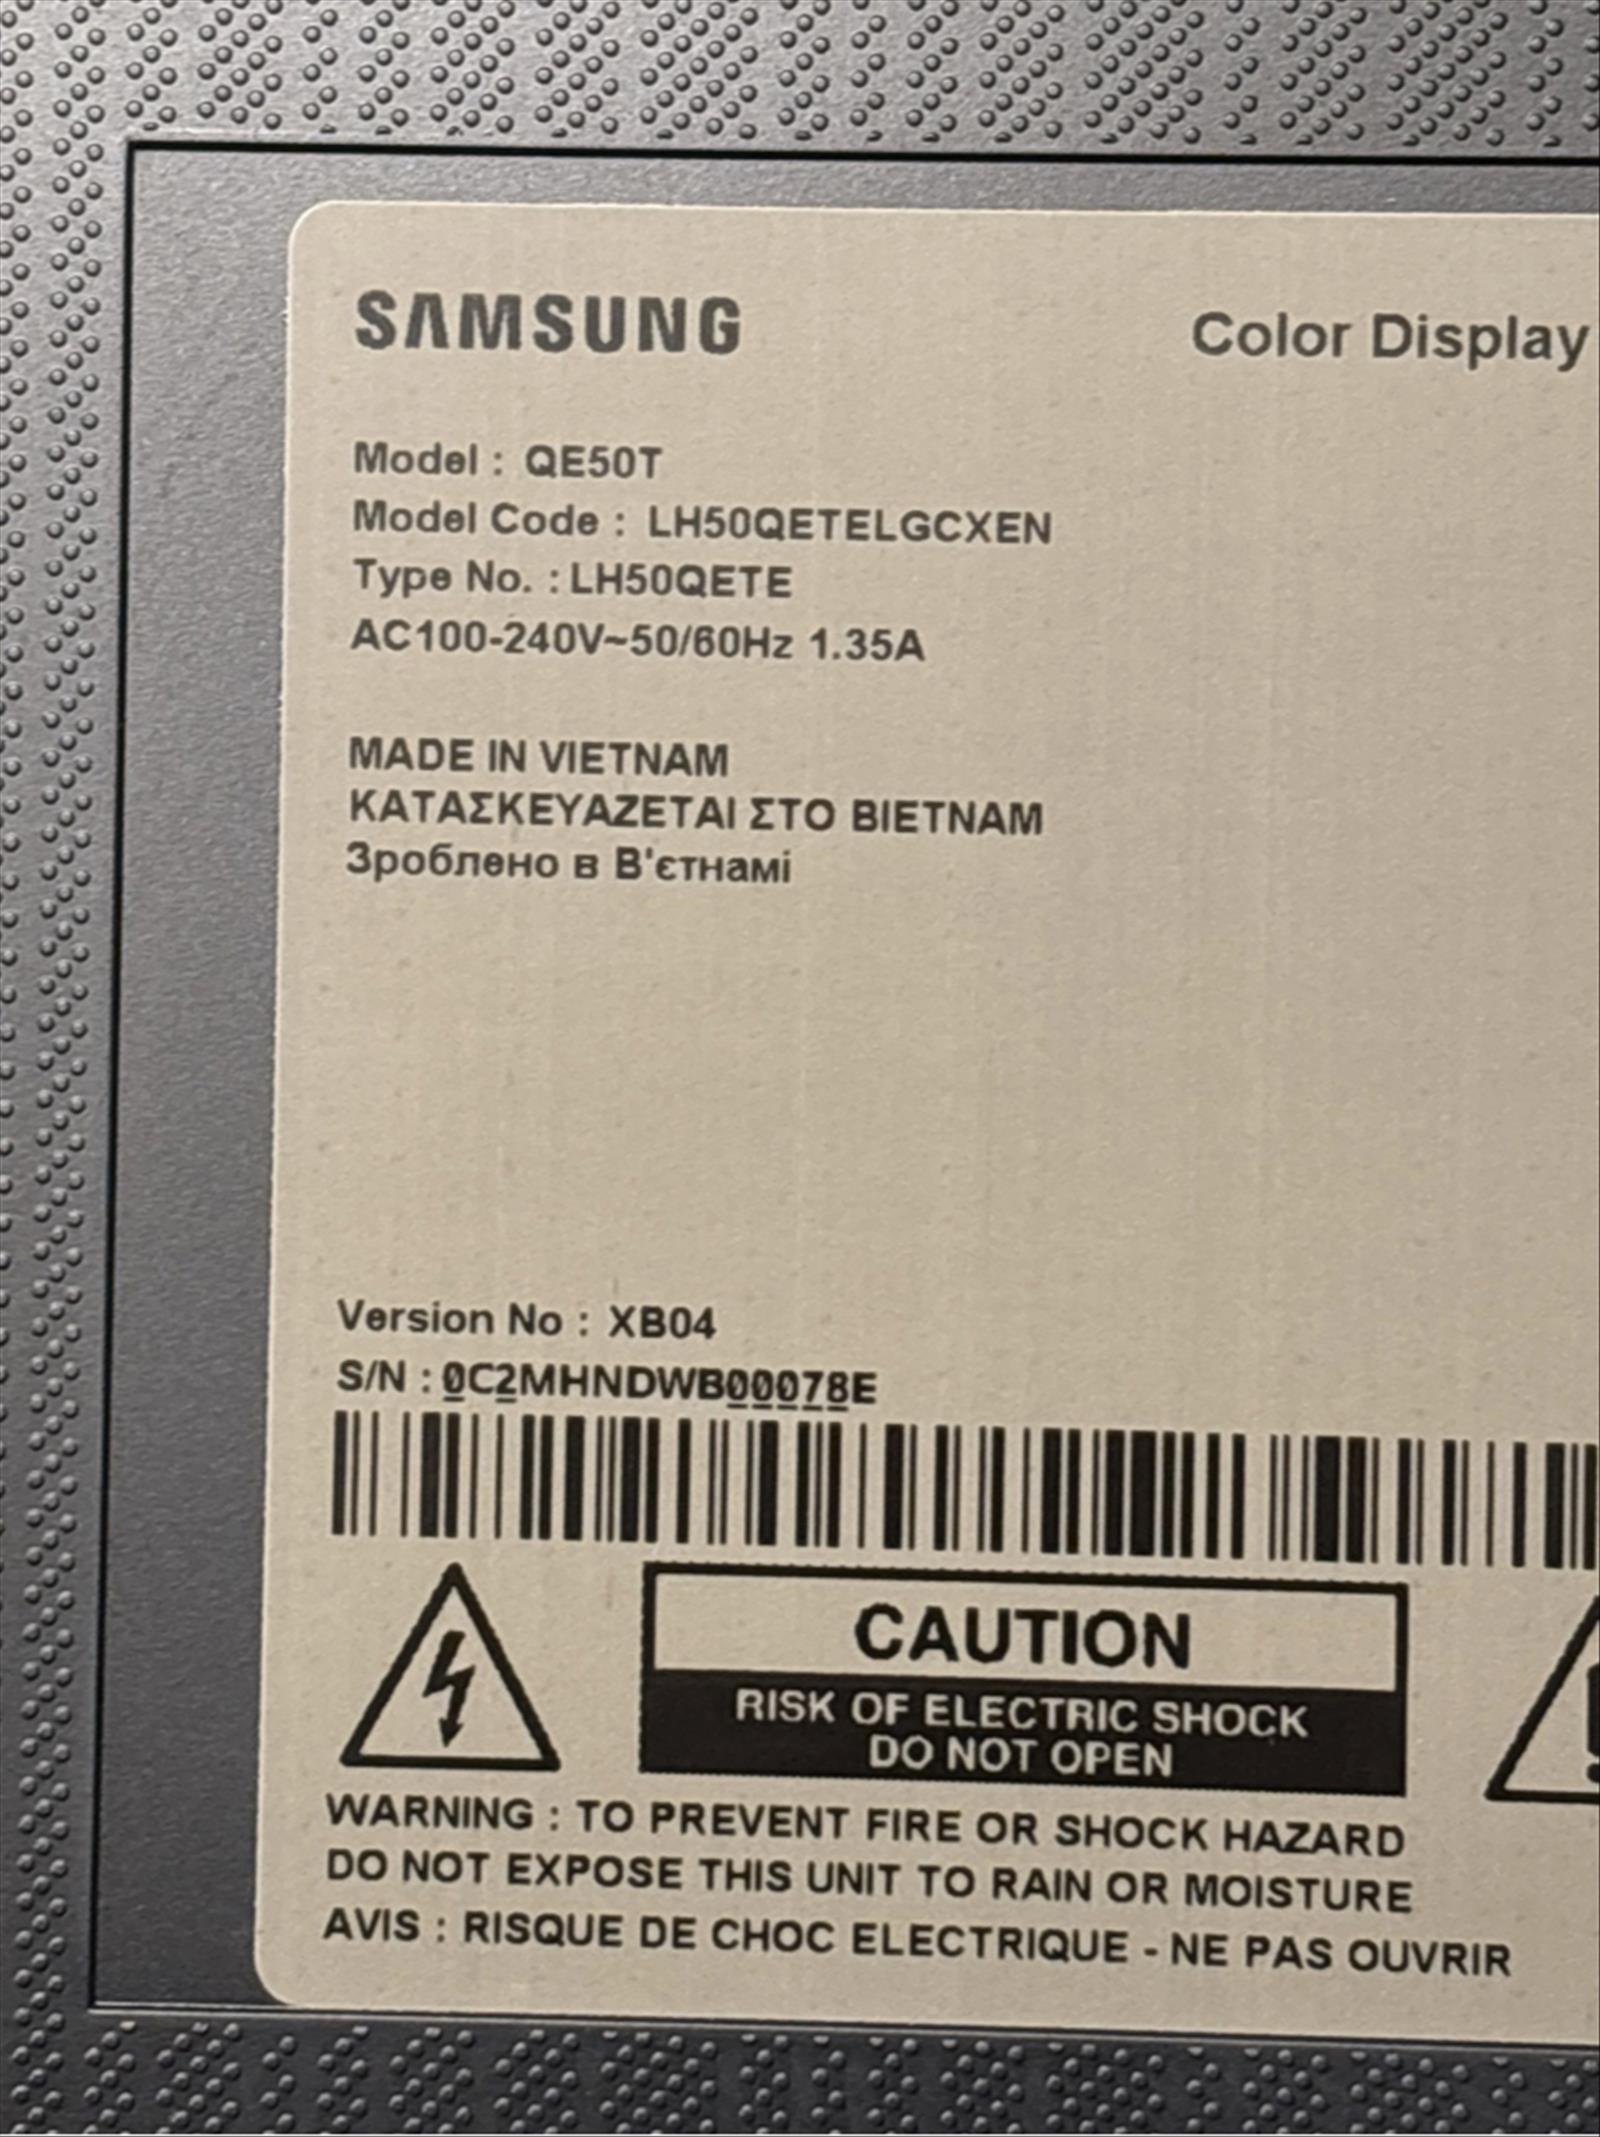 SAMSUNG
Color Display
Model : QE50T
Model Code : LH50QETELGCXEN
Type No. : LH50QETE
AC100-240V~50/60Hz 1.35A
MADE IN VIETNAM
ΚΑΤΑΣΚΕΥΑΖΕΤΑΙ ΣΤΟ ΒΙΕΤΝΑΜ
Зроблено в В'єтнамі
Version No : XB04
S/N : 0C2MHNDWB00078E
CAUTION
RISK OF ELECTRIC SHOCK
DO NOT OPEN
WARNING : TO PREVENT FIRE OR SHOCK HAZARD
DO NOT EXPOSE THIS UNIT TO RAIN OR MOISTURE
AVIS : RISQUE DE CHOC ELECTRIQUE - NE PAS OUVRIR